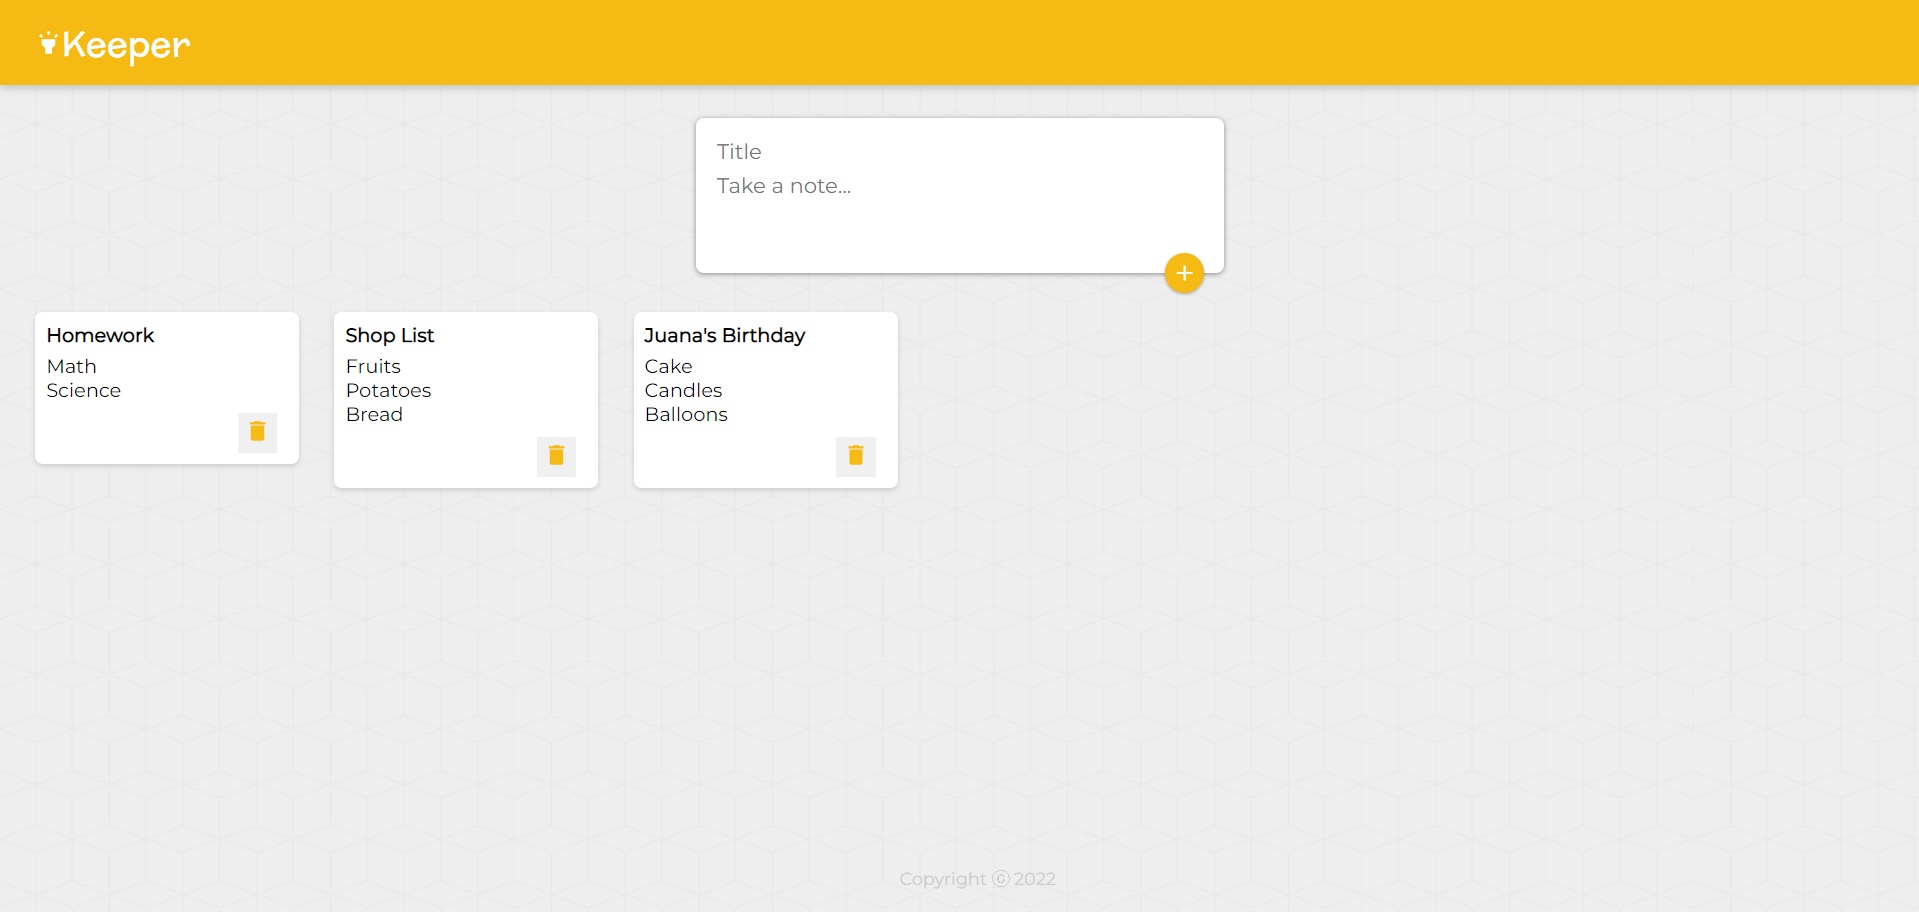 Keeper
Title
Take a note...
Homework
Math
Science
Shop List
Fruits
Potatoes
Bread
Juana's Birthday
Cake
Candles
Balloons
Copyright ⓒ 2022